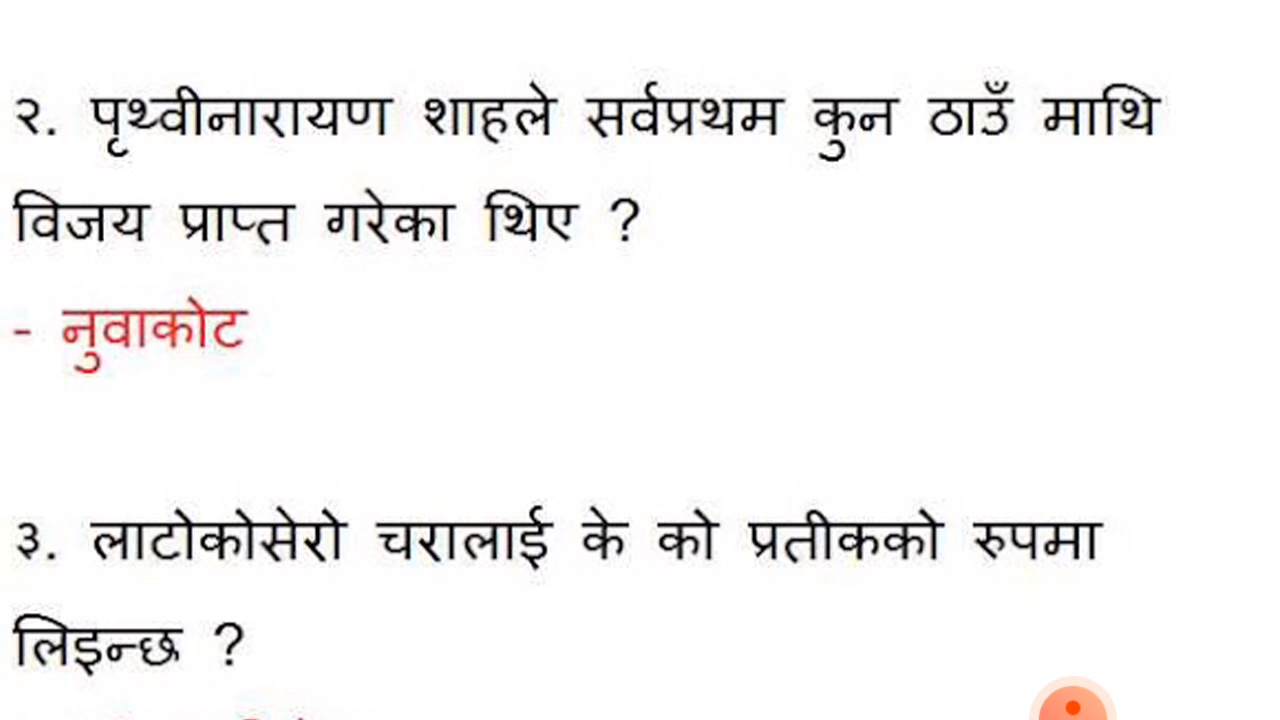 २. पृथ्वीनारायण शाहले सर्वप्रथम कुन ठाउँ माथि
विजय प्राप्त गरेका थिए ?
- नुवाकोट
३. लाटोकोसेरो चरालाई के को प्रतीकको रुपमा
लिइन्छ ?